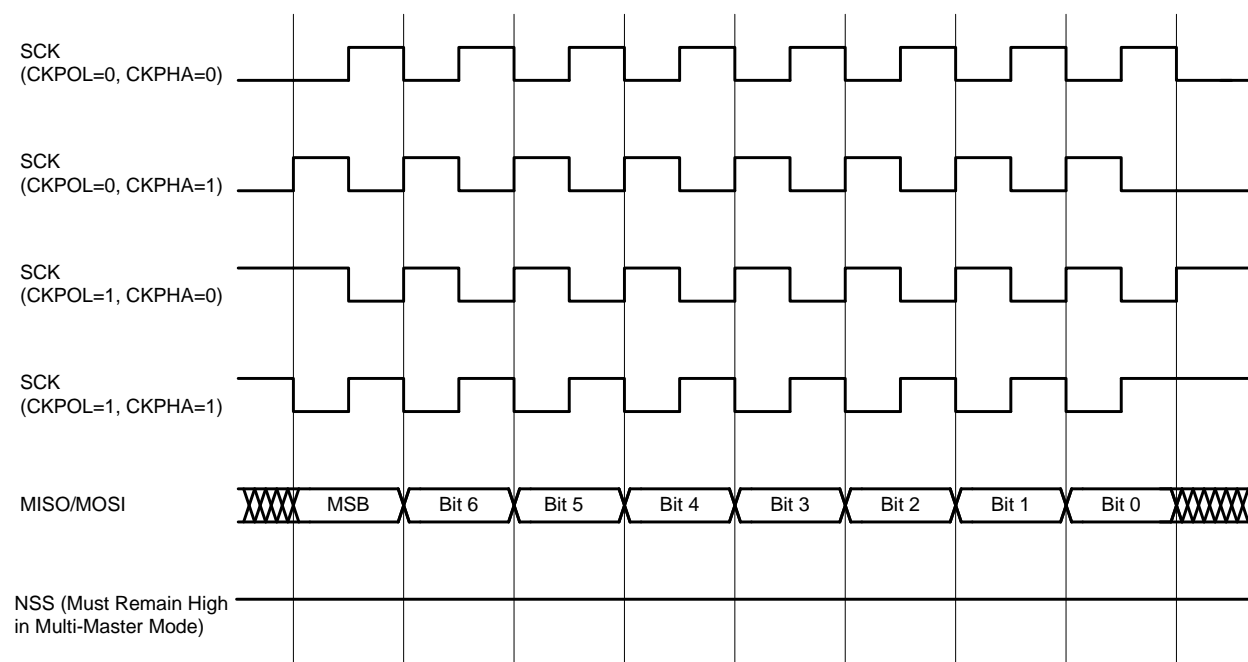 SCK
(CKPOL=0, CKPHA=0)
SCK
(CKPOL=0, CKPHA=1)
SCK
(CKPOL=1, CKPHA=0)
SCK
(CKPOL=1, CKPHA=1)
MISO/MOSI
MSB
Bit 6
Bit 5
Bit 4
Bit 3
Bit 2
Bit 1
Bit 0
NSS (Must Remain High
in Multi-Master Mode)